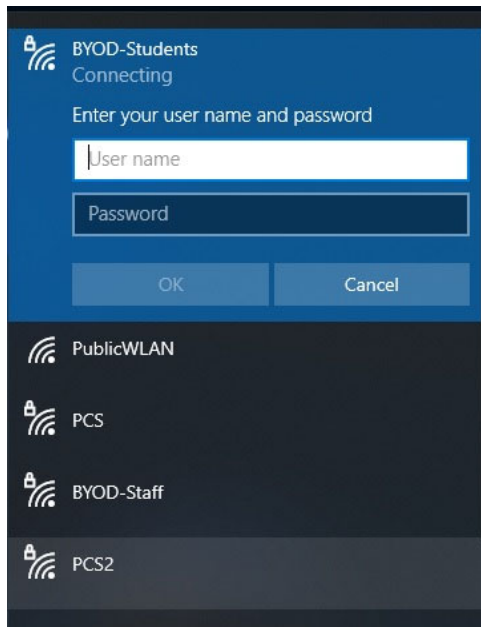 BYOD-Students
Connecting
Enter your user name and password
User name
Password
OK Cancel
PublicWLAN
PCS
BYOD-Staff
PCS2